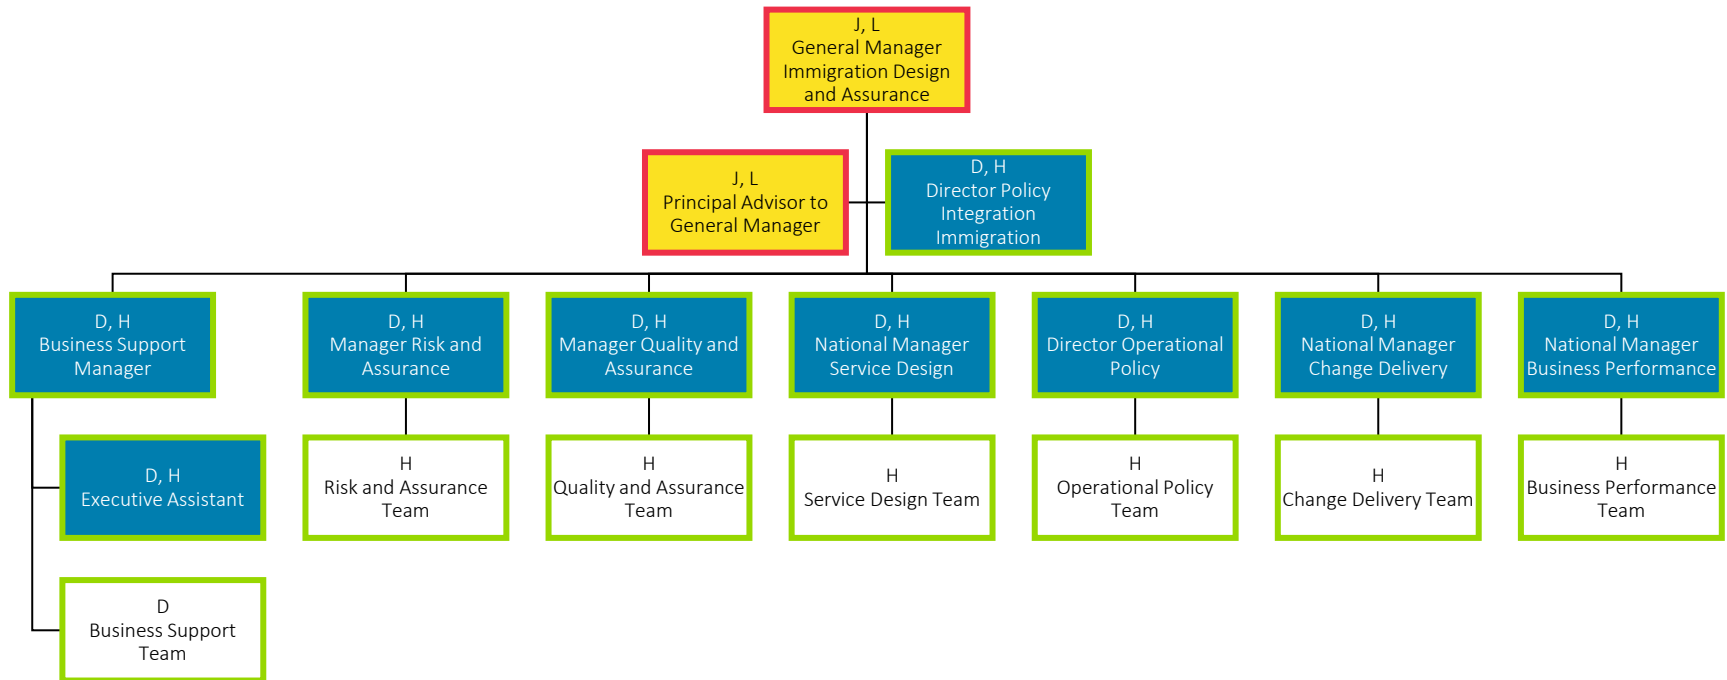 J, L
General Manager
Immigration Design
and Assurance
J, L
Principal Advisor to
General Manager
D, H
Director Policy
Integration
Immigration
D, H
Business Support
Manager
D, H
Manager Risk and
Assurance
D, H
Manager Quality and
Assurance
D, H
National Manager
Service Design
D, H
Director Operational
Policy
D, H
National Manager
Change Delivery
D, H
National Manager
Business Performance
D, H
Executive Assistant
H
Risk and Assurance
Team
H
Quality and Assurance
Team
H
Service Design Team
H
Operational Policy
Team
H
Change Delivery Team
H
Business Performance
Team
D
Business Support
Team